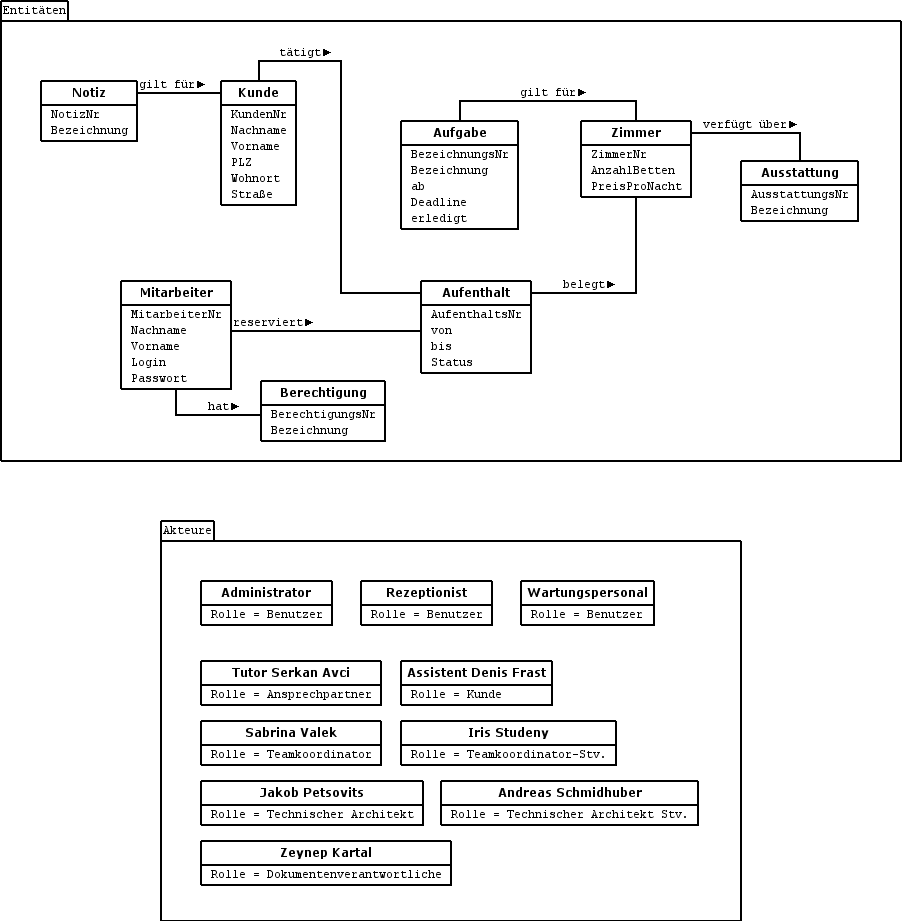 Entitäten
tätigt
gilt für
Notiz
NotizNr
Bezeichnung
Kunde
KundenNr
Nachname
Vorname
PLZ
Wohnort
Straße
gilt für
Aufgabe
BezeichnungsNr
Bezeichnung
ab
Deadline
erledigt
Zimmer
ZimmerNr
AnzahlBetten
PreisProNacht
verfügt über
Ausstattung
AusstattungsNr
Bezeichnung
belegt
Mitarbeiter
MitarbeiterNr
Nachname
Vorname
Login
Passwort
reserviert
Aufenthalt
AufenthaltsNr
von
bis
Status
hat
Berechtigung
BerechtigungsNr
Bezeichnung
Akteure
Administrator
Rolle = Benutzer
Rezeptionist
Rolle = Benutzer
Wartungspersonal
Rolle = Benutzer
Tutor Serkan Avci
Rolle = Ansprechpartner
Assistent Denis Frast
Rolle = Kunde
Sabrina Valek
Rolle = Teamkoordinator
Iris Studeny
Rolle = Teamkoordinator-Stv.
Jakob Petsovits
Rolle = Technischer Architekt
Andreas Schmidhuber
Rolle = Technischer Architekt Stv.
Zeynep Kartal
Rolle = Dokumentenverantwortliche